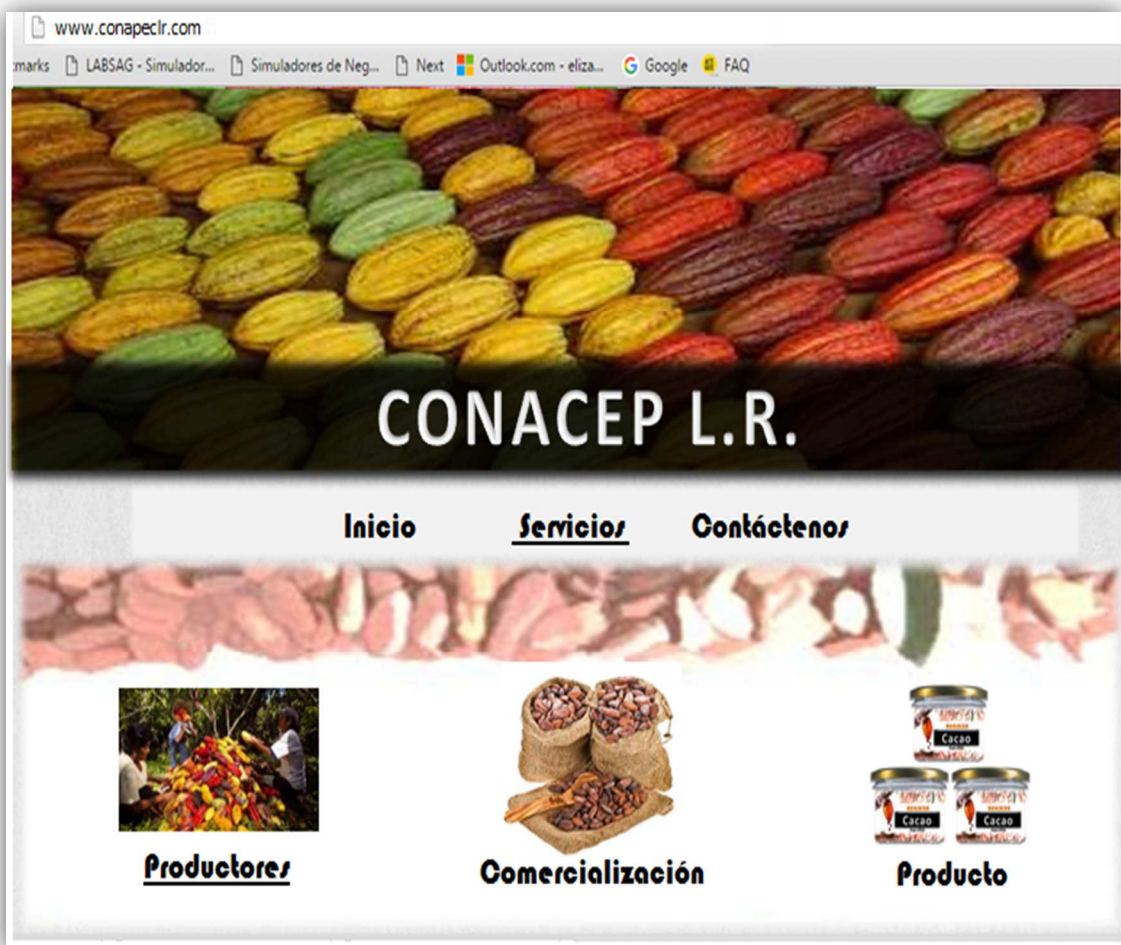 www.conapeclr.com
kmarks LABSAG - Simulador... Simuladores de Neg... Next Outlook.com - eliza... Google FAQ
CONACEP L.R.
Inicio Servicios Contáctenos
Cacao
Cacao Cacao
Productores Comercialización Producto